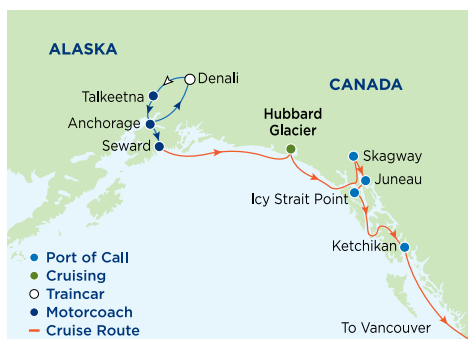 ALASKA
Denali
Talkeetna
CANADA
Anchorage
Hubbard
Glacier
Seward
Skagway
Juneau
Icy Strait Point
Ketchikan
Port of Call
Cruising
Traincar
Motorcoach
Cruise Route
To Vancouver